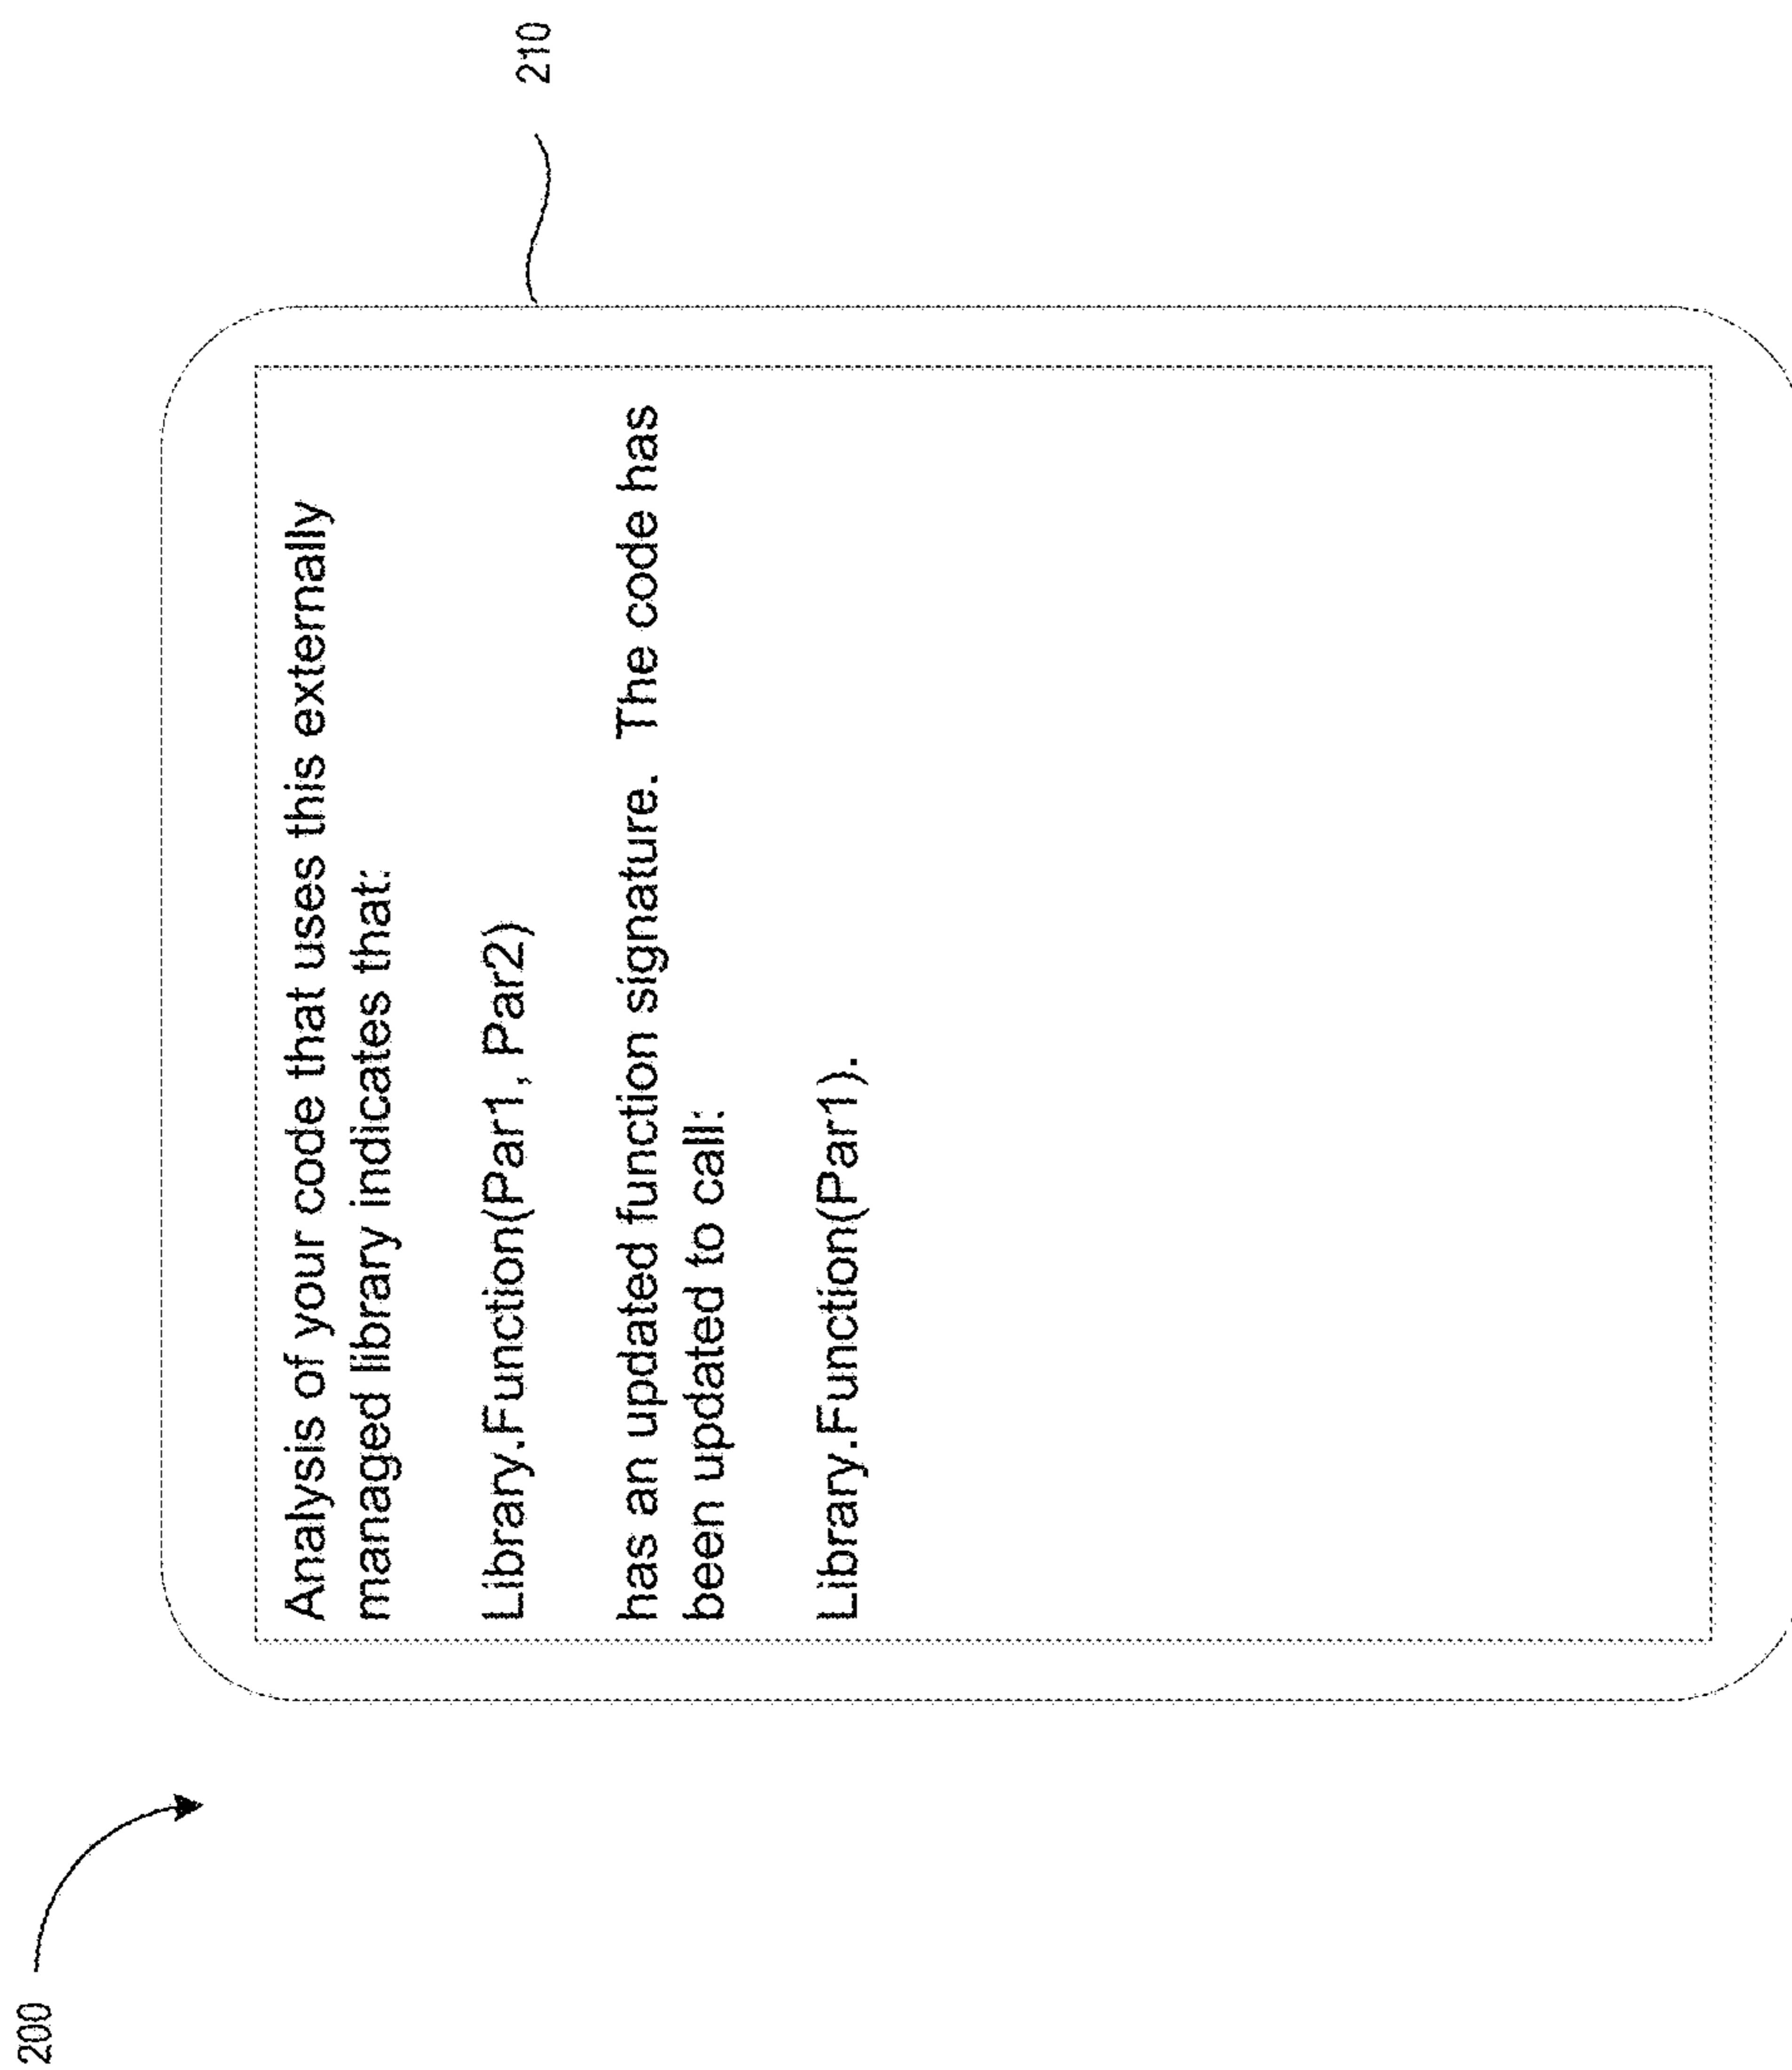 200
210
Analysis of your code that uses this externally
managed library indicates that:
Library.Function(Par1, Par2)
has an updated function signature.  The code has
been updated to call:
Library.Function(Par1).